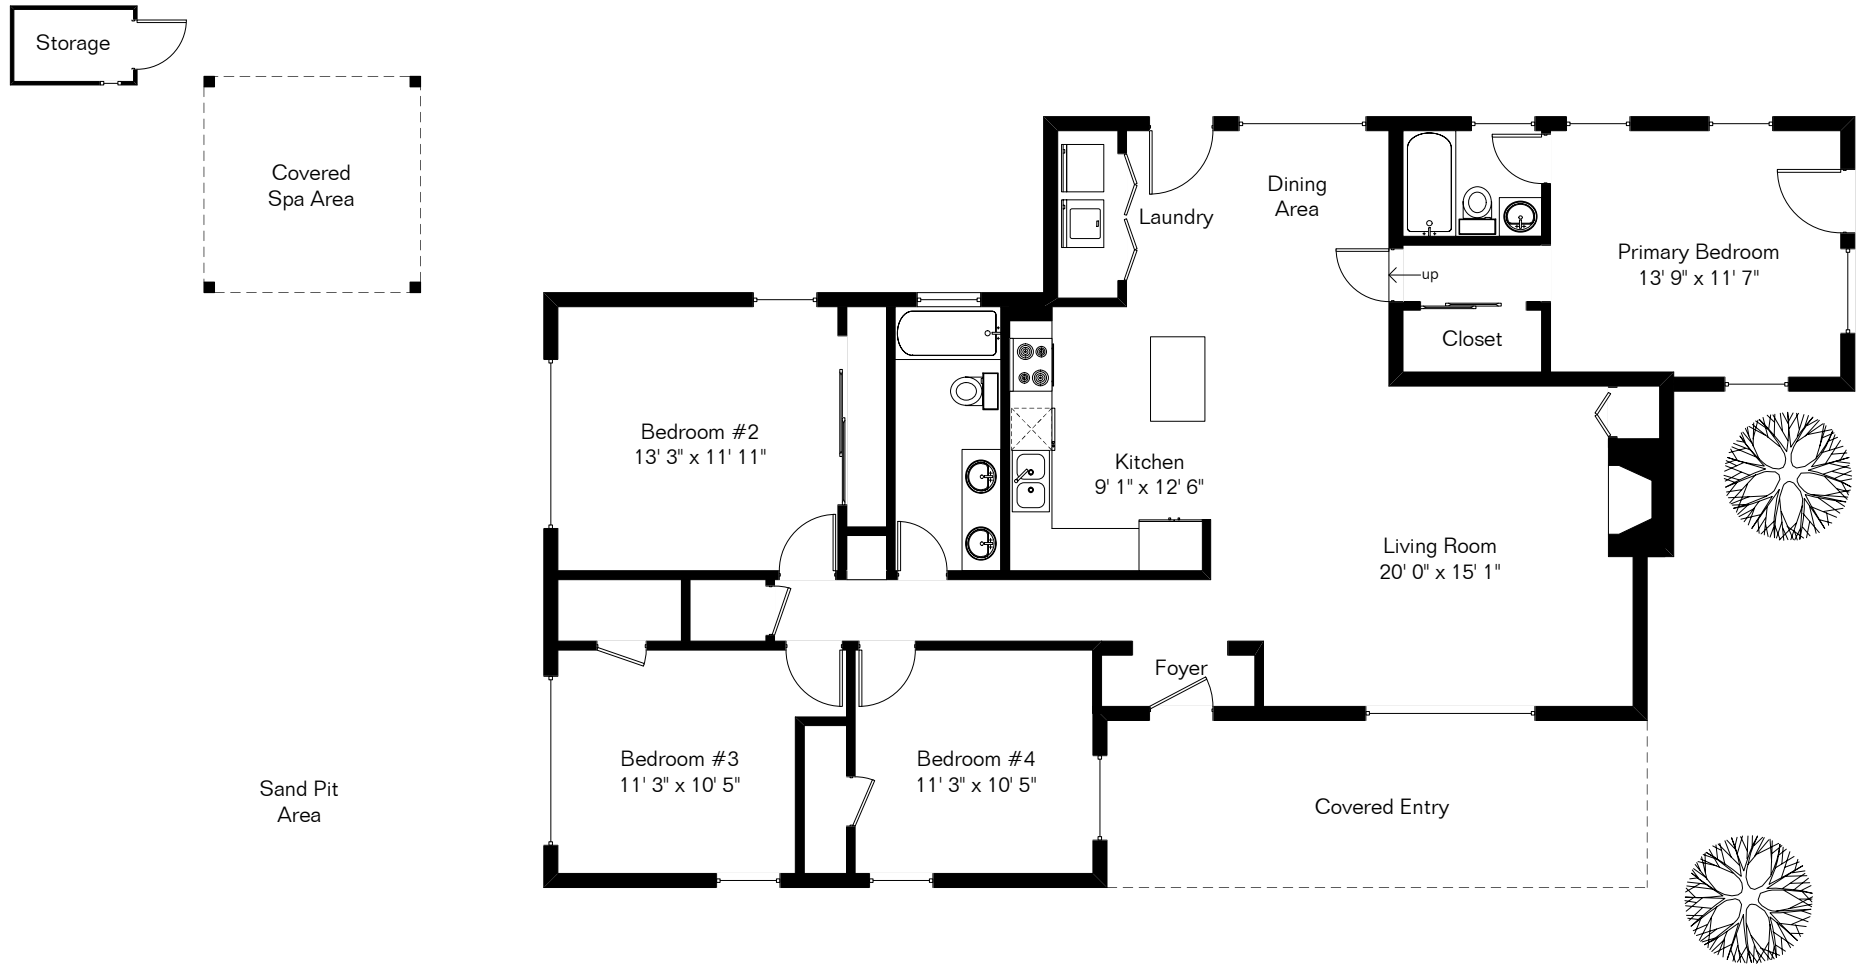 Storage
Covered
Spa Area
Dining
Area
Laundry
Primary Bedroom
13' 9" x 11' 7"
up
Closet
Bedroom #2
13' 3" x 11' 11"
Kitchen
9' 1" x 12' 6"
Living Room
20' 0" x 15' 1"
Foyer
Bedroom #3
11' 3" x 10' 5"
Bedroom #4
11' 3" x 10' 5"
Sand Pit
Area
Covered Entry